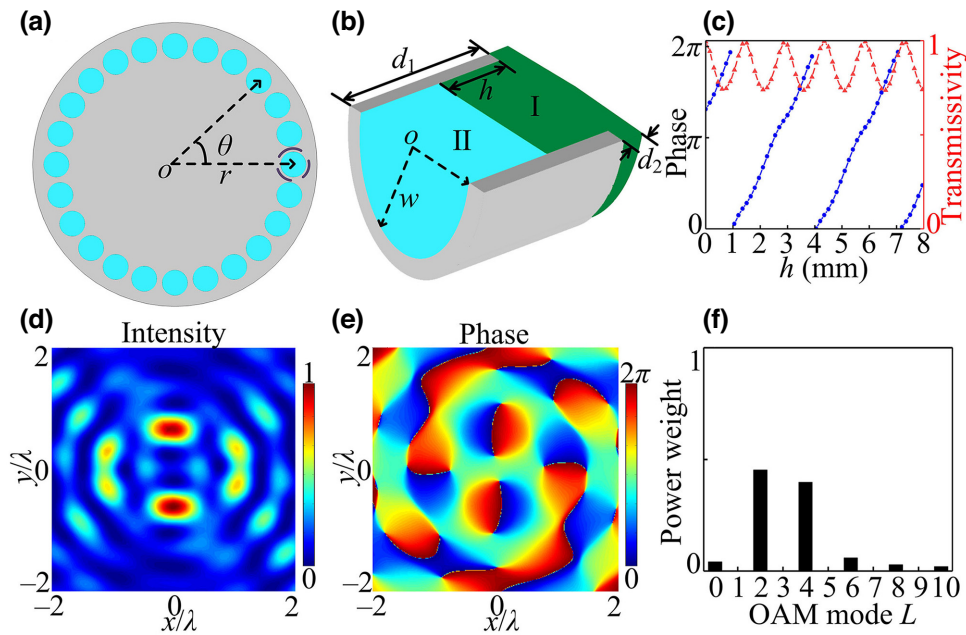 (a)
θ
o
r
(b)
d1
h
I
II
o
w
d2
(c)
2π
π
0
Phase
1
0
Transmissivity
0 1 2 3 4 5 6 7 8
h (mm)
(d)
Intensity
2
0
−2
y/λ
−2 0 2
x/λ
1
0
(e)
Phase
2
0
−2
y/λ
−2 0 2
x/λ
2π
0
(f)
1
0
Power weight
0 1 2 3 4 5 6 7 8 9 10
OAM mode L